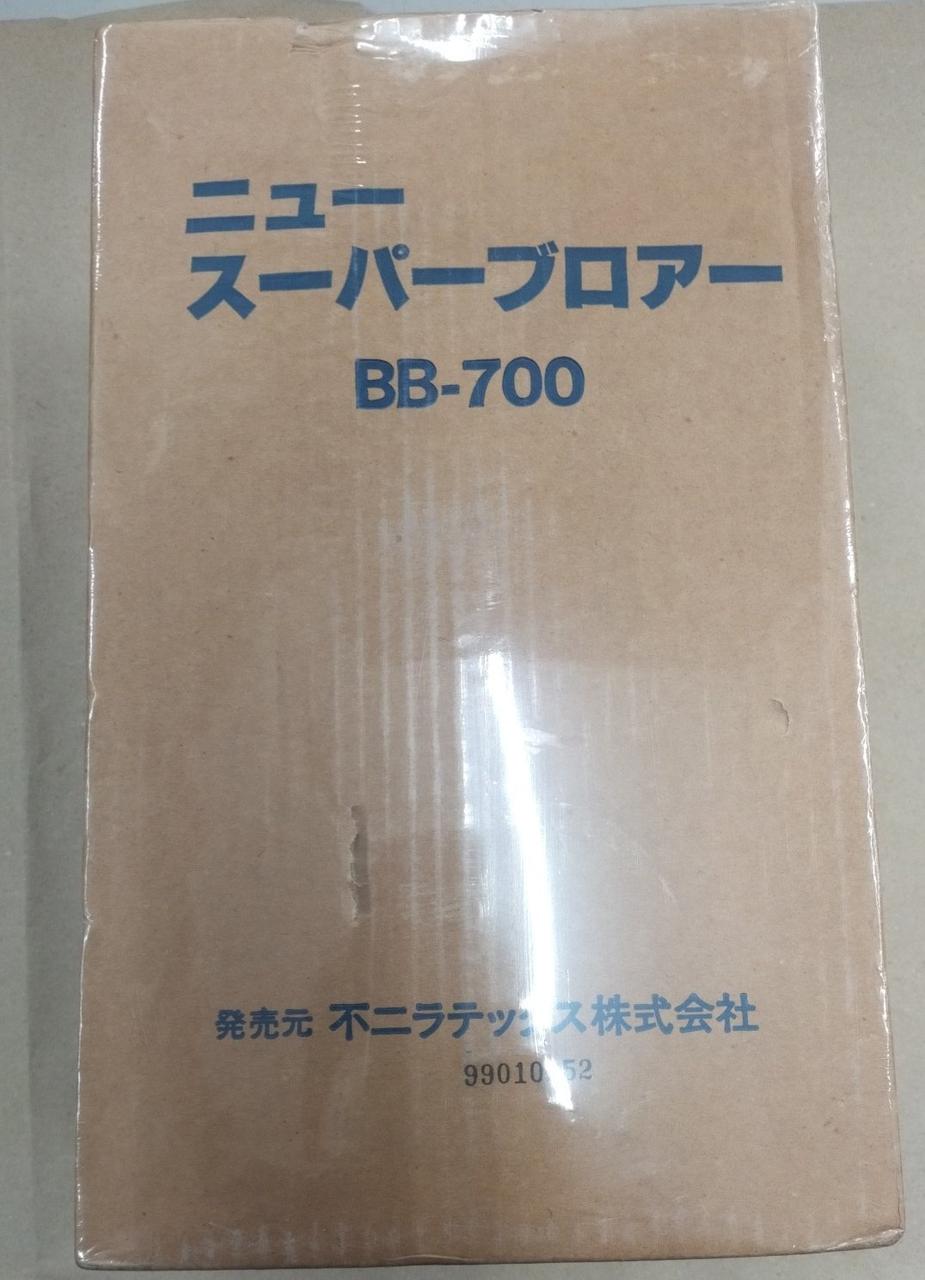 ニュー
スーパーブロアー
BB-700
発売元 不二ラテックス株式会社